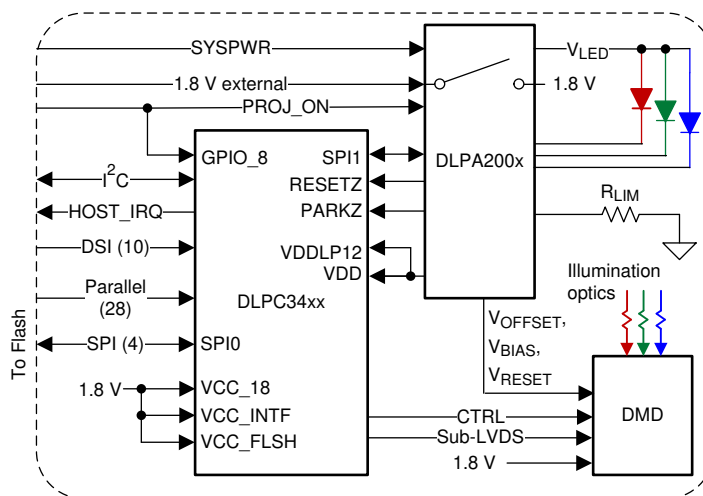 SYSPWR
V_LED
1.8 V external
1.8 V
PROJ_ON
GPIO_8
SPI1
DLPA200x
I²C
RESETZ
HOST_IRQ
PARKZ
R_LIM
DSI (10)
VDDLP12
VDD
Parallel
(28)
DLPC34xx
Illumination
optics
V_OFFSET,
V_BIAS,
V_RESET
To Flash
SPI (4)
SPI0
1.8 V
VCC_18
VCC_INTF
VCC_FLSH
CTRL
Sub-LVDS
DMD
1.8 V